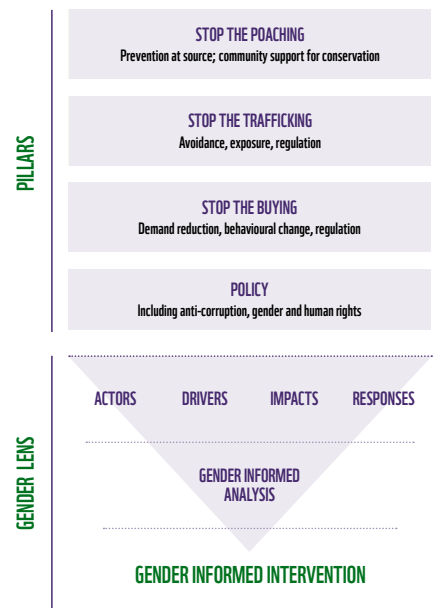 PILLARS
STOP THE POACHING
Prevention at source; community support for conservation
STOP THE TRAFFICKING
Avoidance, exposure, regulation
STOP THE BUYING
Demand reduction, behavioural change, regulation
POLICY
Including anti-corruption, gender and human rights
GENDER LENS
ACTORS DRIVERS IMPACTS RESPONSES
GENDER INFORMED
ANALYSIS
GENDER INFORMED INTERVENTION